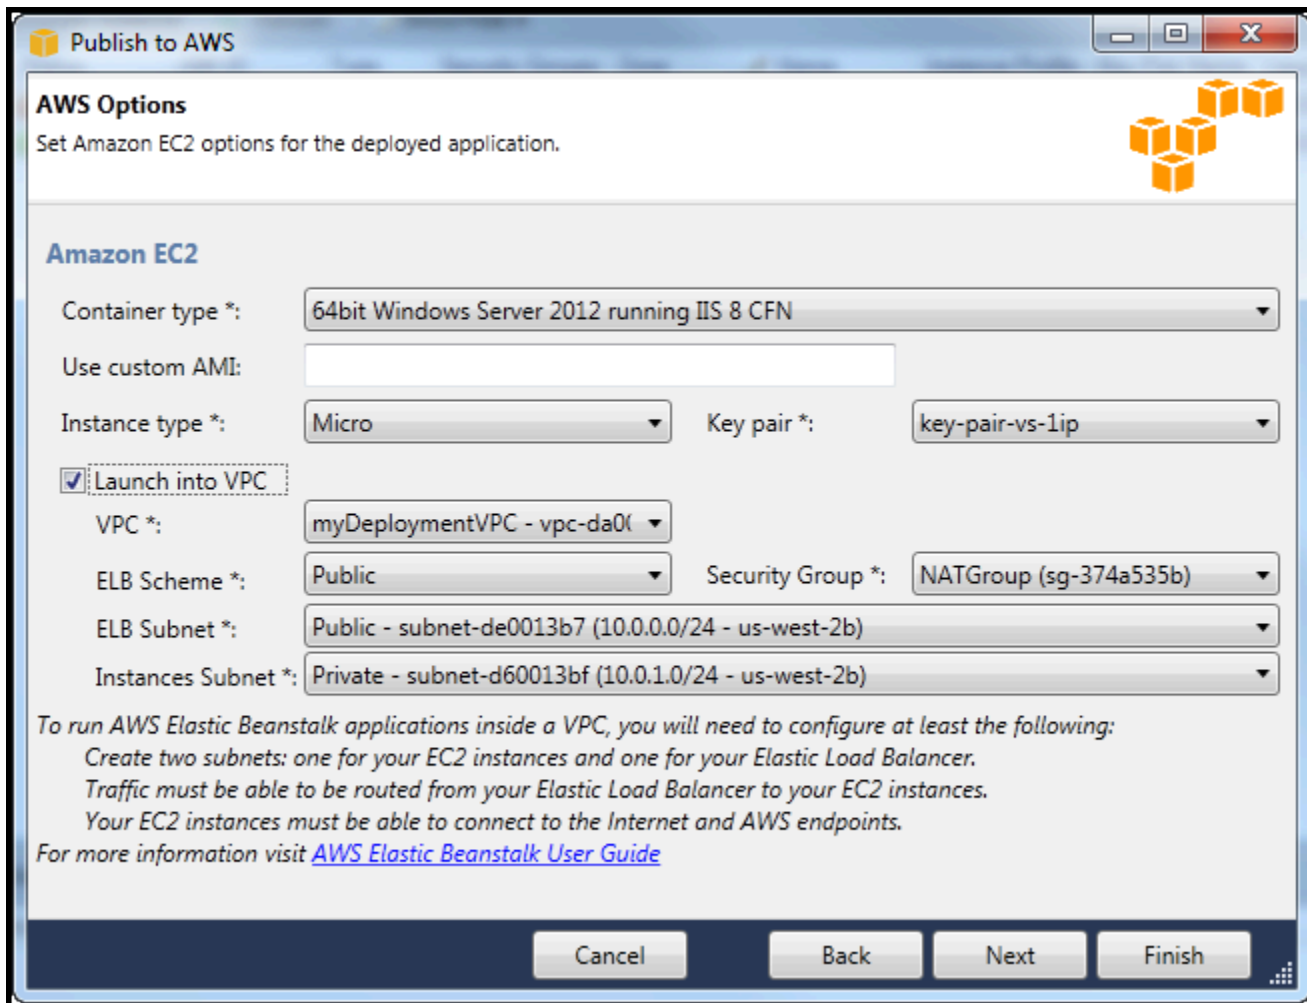 Publish to AWS
AWS Options
Set Amazon EC2 options for the deployed application.
Amazon EC2
Container type *: 64bit Windows Server 2012 running IIS 8 CFN
Use custom AMI:
Instance type *: Micro Key pair *: key-pair-vs-1ip
Launch into VPC
VPC *: myDeploymentVPC - vpc-da0(
ELB Scheme *: Public Security Group *: NATGroup (sg-374a535b)
ELB Subnet *: Public - subnet-de0013b7 (10.0.0.0/24 - us-west-2b)
Instances Subnet *: Private - subnet-d60013bf (10.0.1.0/24 - us-west-2b)
To run AWS Elastic Beanstalk applications inside a VPC, you will need to configure at least the following:
Create two subnets: one for your EC2 instances and one for your Elastic Load Balancer.
Traffic must be able to be routed from your Elastic Load Balancer to your EC2 instances.
Your EC2 instances must be able to connect to the Internet and AWS endpoints.
For more information visit AWS Elastic Beanstalk User Guide
Cancel Back Next Finish